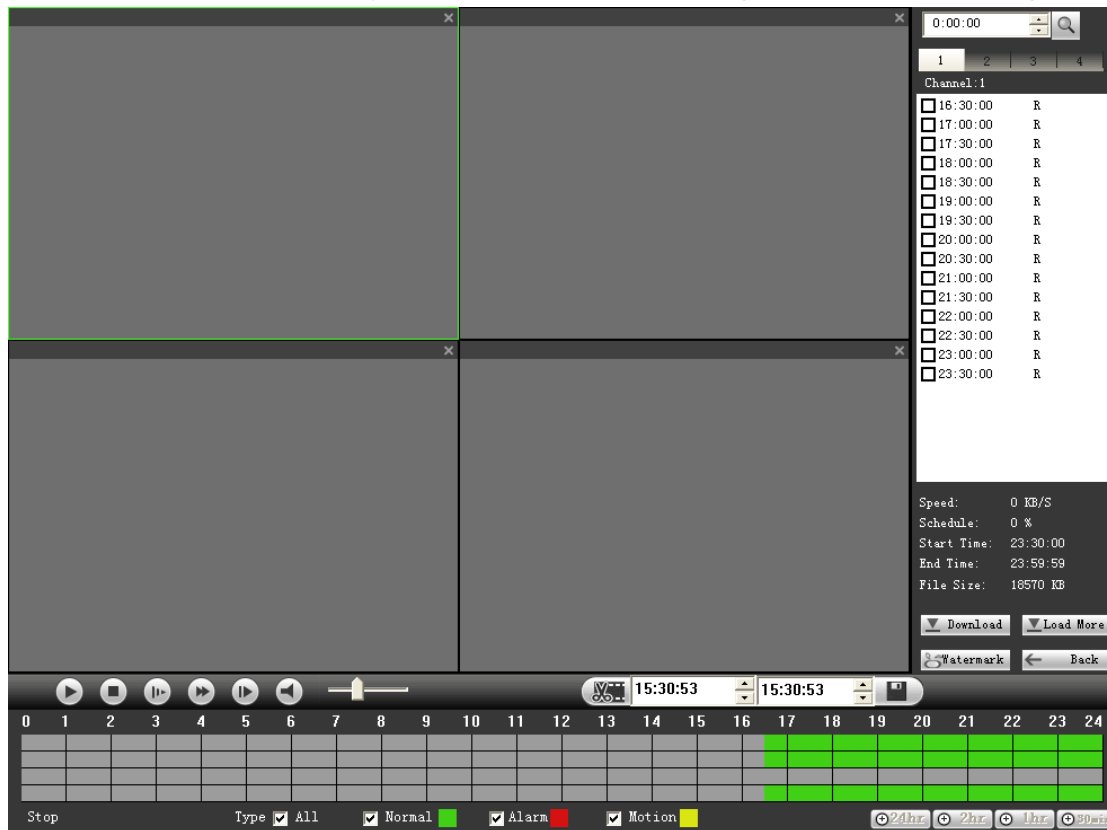 0:00:00
1 2 3 4
Channel:1
16:30:00 R
17:00:00 R
17:30:00 R
18:00:00 R
18:30:00 R
19:00:00 R
19:30:00 R
20:00:00 R
20:30:00 R
21:00:00 R
21:30:00 R
22:00:00 R
22:30:00 R
23:00:00 R
23:30:00 R
Speed: 0 KB/S
Schedule: 0 %
Start Time: 23:30:00
End Time: 23:59:59
File Size: 18570 KB
Download Load More
Watermark Back
15:30:53 15:30:53
0 1 2 3 4 5 6 7 8 9 10 11 12 13 14 15 16 17 18 19 20 21 22 23 24
Stop Type All Normal Alarm Motion 24hr 2hr 1hr 30min